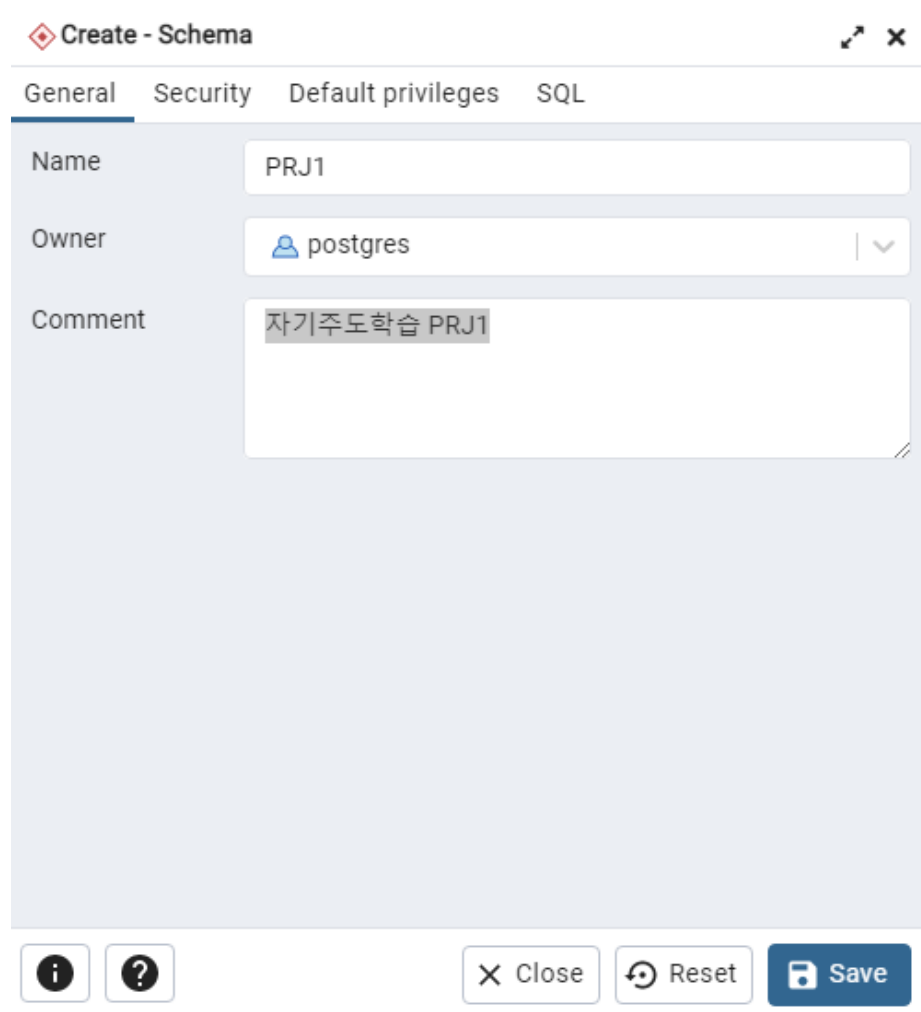 Create - Schema
General Security Default privileges SQL
Name PRJ1
Owner postgres
Comment 자기주도학습 PRJ1
Close Reset Save